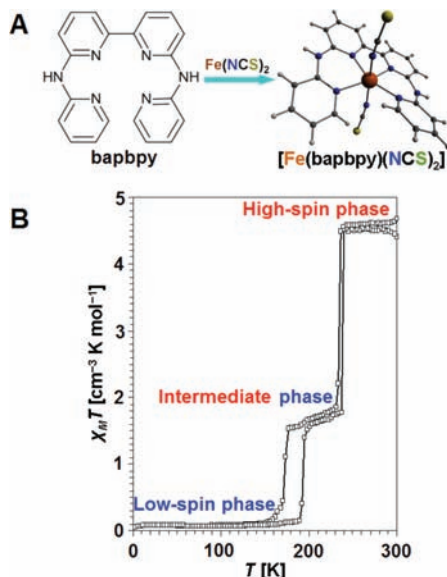 A
N
N
NH
HN
N
N
bapbpy
Fe(NCS)₂
[Fe(bapbpy)(NCS)₂]
B
High-spin phase
Intermediate phase
Low-spin phase
5
4
3
2
1
0
χMT [cm⁻³ K mol⁻¹]
0 100 200 300
T [K]